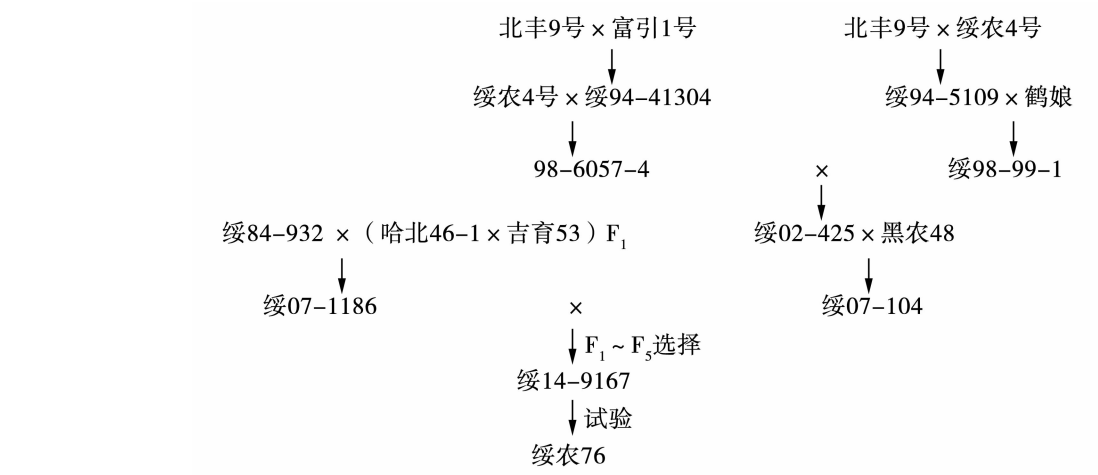 北丰9号×富引1号 北丰9号×绥农4号
绥农4号×绥94-41304 绥94-5109×鹤娘
98-6057-4 × 绥98-99-1
绥84-932 ×（哈北46-1×吉育53）F₁ 绥02-425×黑农48
绥07-1186 × 绥07-104
F₁~F₅选择
绥14-9167
试验
绥农76